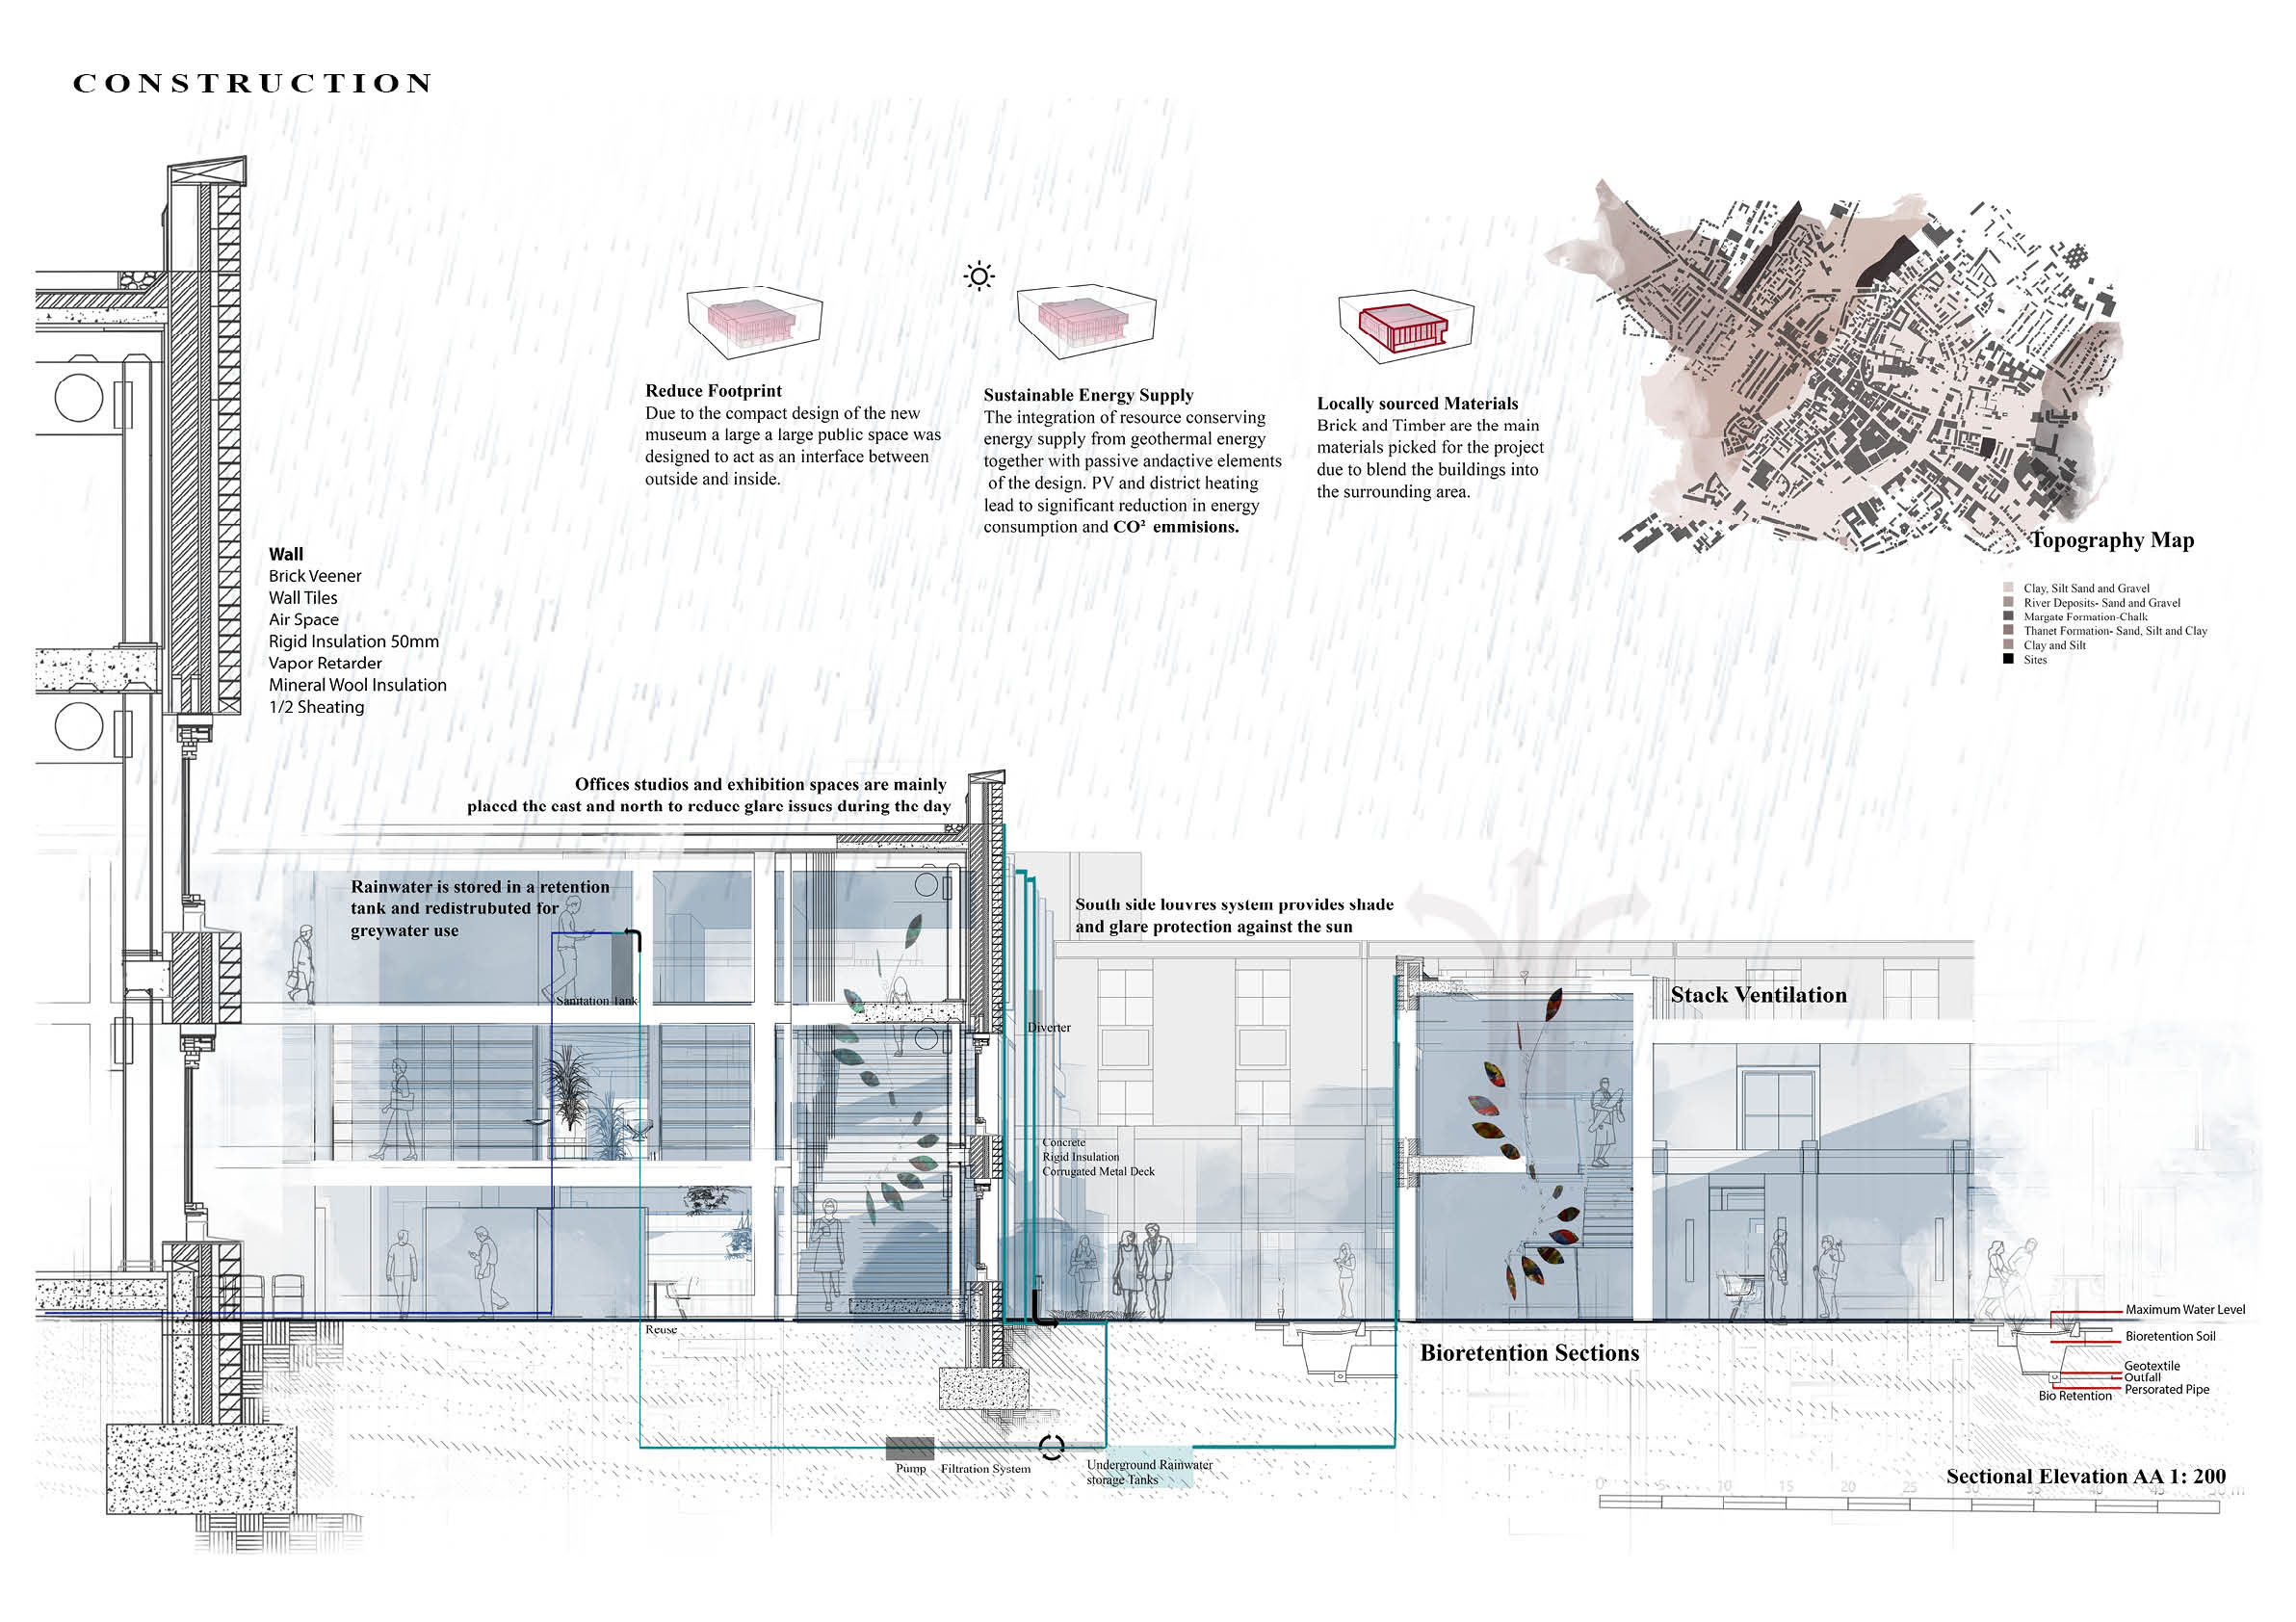 CONSTRUCTION
Reduce Footprint
Due to the compact design of the new
museum a large a large public space was
designed to act as an interface between
outside and inside.
Sustainable Energy Supply
The integration of resource conserving
energy supply from geothermal energy
together with passive andactive elements
of the design. PV and district heating
lead to significant reduction in energy
consumption and CO² emmisions.
Locally sourced Materials
Brick and Timber are the main
materials picked for the project
due to blend the buildings into
the surrounding area.
Topography Map
Clay, Silt Sand and Gravel
River Deposits- Sand and Gravel
Margate Formation-Chalk
Thanet Formation- Sand, Silt and Clay
Clay and Silt
Sites
Wall
Brick Veener
Wall Tiles
Air Space
Rigid Insulation 50mm
Vapor Retarder
Mineral Wool Insulation
1/2 Sheating
Offices studios and exhibition spaces are mainly
placed the east and north to reduce glare issues during the day
Rainwater is stored in a retention
tank and redistrubuted for
greywater use
Sanitation Tank
South side louvres system provides shade
and glare protection against the sun
Diverter
Stack Ventilation
Concrete
Rigid Insulation
Corrugated Metal Deck
Reuse
Bioretention Sections
Maximum Water Level
Bioretention Soil
Geotextile
Outfall
Persorated Pipe
Bio Retention
Pump
Filtration System
Underground Rainwater
storage Tanks
Sectional Elevation AA 1: 200
0 5 10 15 20 25 30 35 40 45 50 m